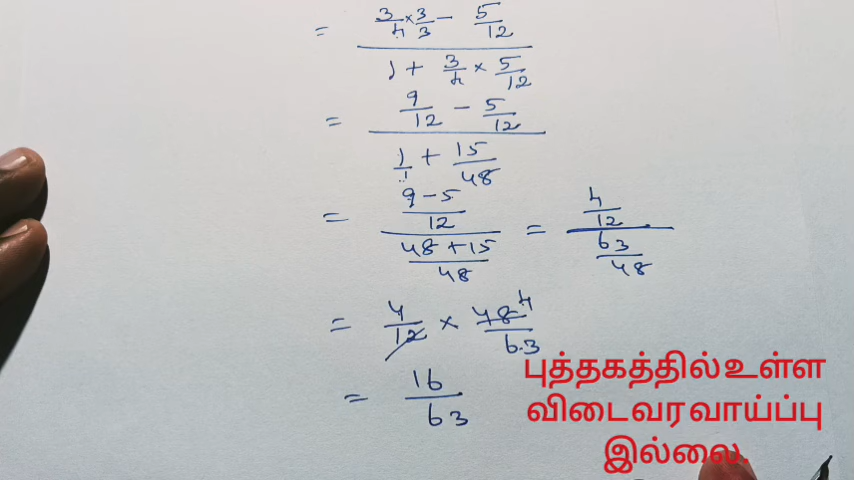 = (3/4 × 3/3 − 5/12) / (1 + 3/4 × 5/12)
= (9/12 − 5/12) / (1/1 + 15/48)
= ((9 − 5)/12) / ((48 + 15)/48) = (4/12) / (63/48)
= 4/12 × 48 4/63
= 16/63
புத்தகத்தில் உள்ள
விடை வர வாய்ப்பு
இல்லை.